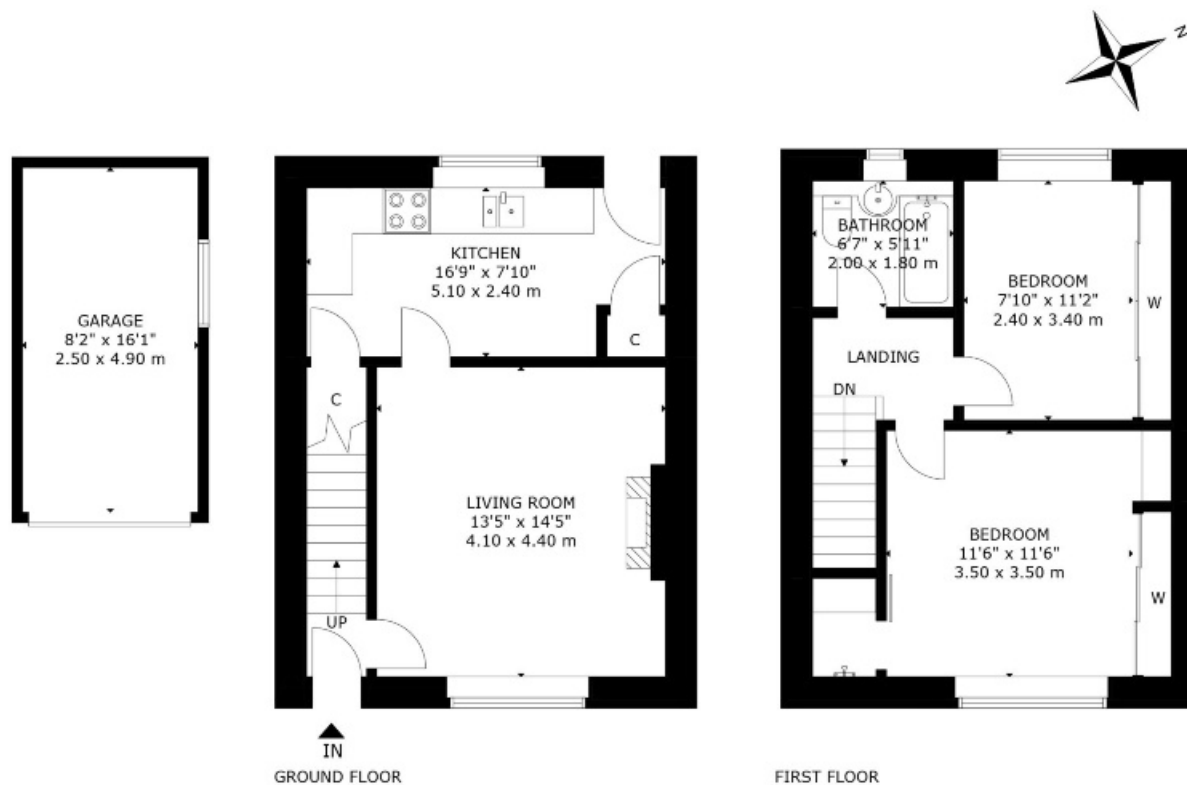 N
GARAGE
8'2" x 16'1"
2.50 x 4.90 m
KITCHEN
16'9" x 7'10"
5.10 x 2.40 m
C
C
LIVING ROOM
13'5" x 14'5"
4.10 x 4.40 m
UP
IN
GROUND FLOOR
BATHROOM
6'7" x 5'11"
2.00 x 1.80 m
BEDROOM
7'10" x 11'2"
2.40 x 3.40 m
W
LANDING
DN
BEDROOM
11'6" x 11'6"
3.50 x 3.50 m
W
FIRST FLOOR